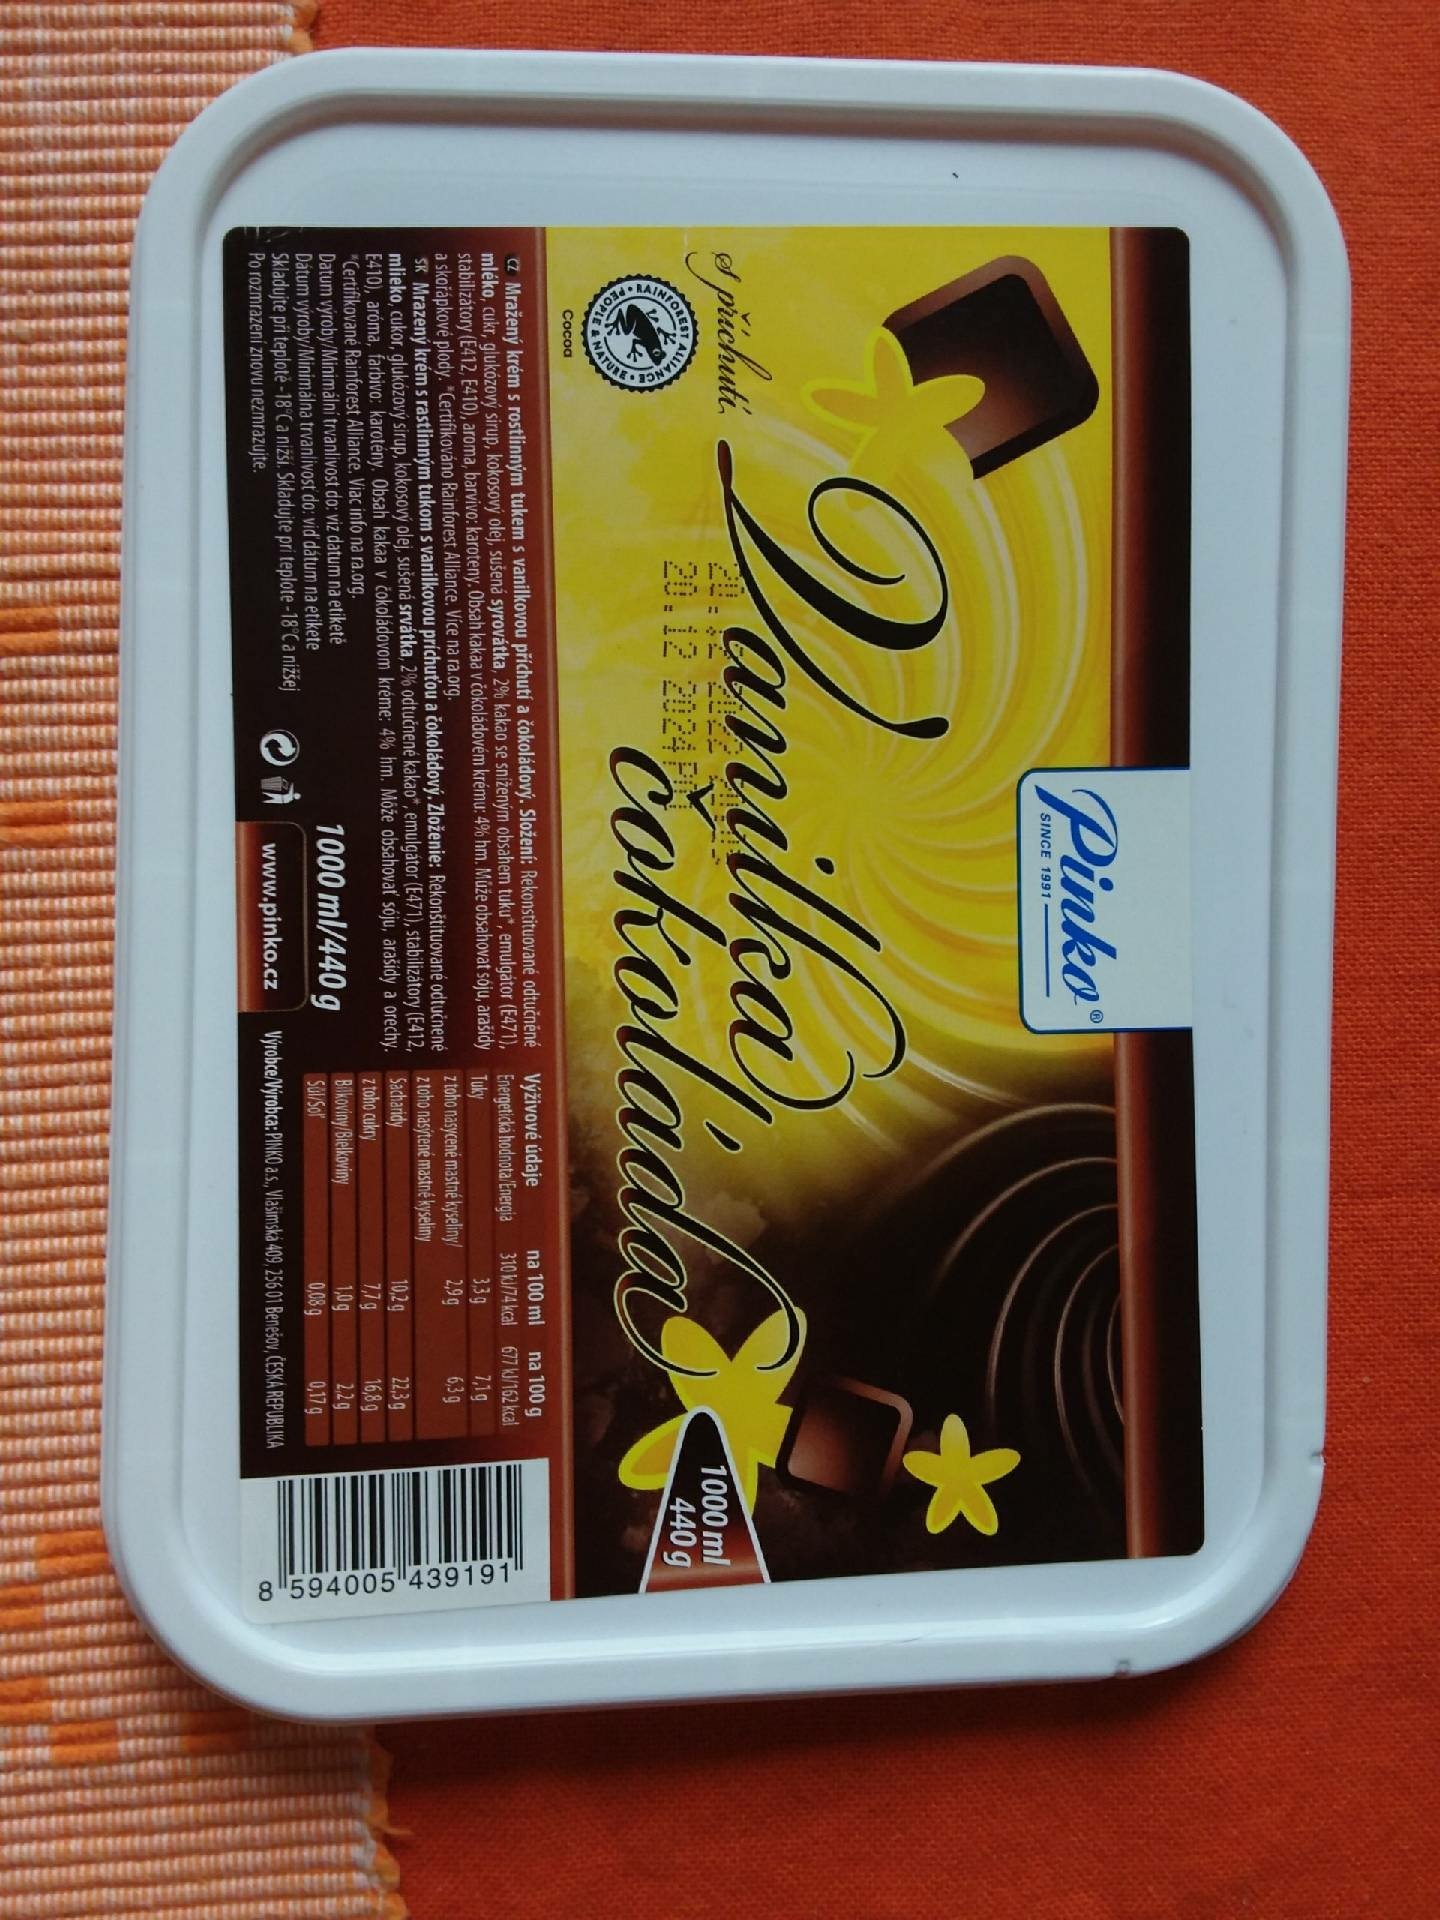 Pinko®
SINCE 1991
S příchutí
Vanilka
čokoláda
20.12.2022
20.12 2024
RAINFOREST ALLIANCE
PEOPLE & NATURE
Cocoa
1000 ml
440 g
CZ Mražený krém s rostlinným tukem s vanilkovou příchutí a čokoládový. Složení: Rekonstituované odtučněné
mléko, cukr, glukózový sirup, kokosový olej, sušená syrovátka, 2% kakao se sníženým obsahem tuku*, emulgátor (E471),
stabilizátory (E412, E410), aroma, barvivo: karoteny. Obsah kakaa v čokoládovém krému: 4% hm. Může obsahovat sóju, arašídy
a skořápkové plody. *Certifikováno Rainforest Alliance. Více na ra.org.
SK Mrazený krém s rastlinným tukom s vanilkovou príchuťou a čokoládový. Zloženie: Rekonštituované odtučnené
mlieko, cukor, glukózový sirup, kokosový olej, sušená srvátka, 2% odtučnené kakao*, emulgátor (E471), stabilizátory (E412,
E410), aróma, farbivo: karotény. Obsah kakaa v čokoládovom kréme: 4% hm. Môže obsahovať sóju, arašidy a orechy.
*Certifikované Rainforest Alliance. Viac info na ra.org.
Datum výroby/Minimální trvanlivost do: viz datum na etiketě
Dátum výroby/Minimálna trvanlivosť do: viď dátum na etikete
Skladujte při teplotě -18°C a nižší. Skladujte pri teplote -18°C a nižšej
Po rozmrazení znovu nezmrazujte.
1000 ml/440 g
www.pinko.cz
Výživové údaje na 100 ml na 100 g
Energetická hodnota/Energia 310 kJ/74 kcal 677 kJ/162 kcal
Tuky 3,3 g 7,1 g
z toho nasycené mastné kyseliny/
z toho nasýtené mastné kyseliny 2,9 g 6,3 g
Sacharidy 10,2 g 22,3 g
z toho cukry 7,7 g 16,8 g
Bílkoviny/Bielkoviny 1,0 g 2,2 g
Sůl/Soľ 0,08 g 0,17 g
Výrobce/Výrobca: PINKO a.s., Vlašimská 409, 256 01 Benešov, ČESKÁ REPUBLIKA
8 594005 439191